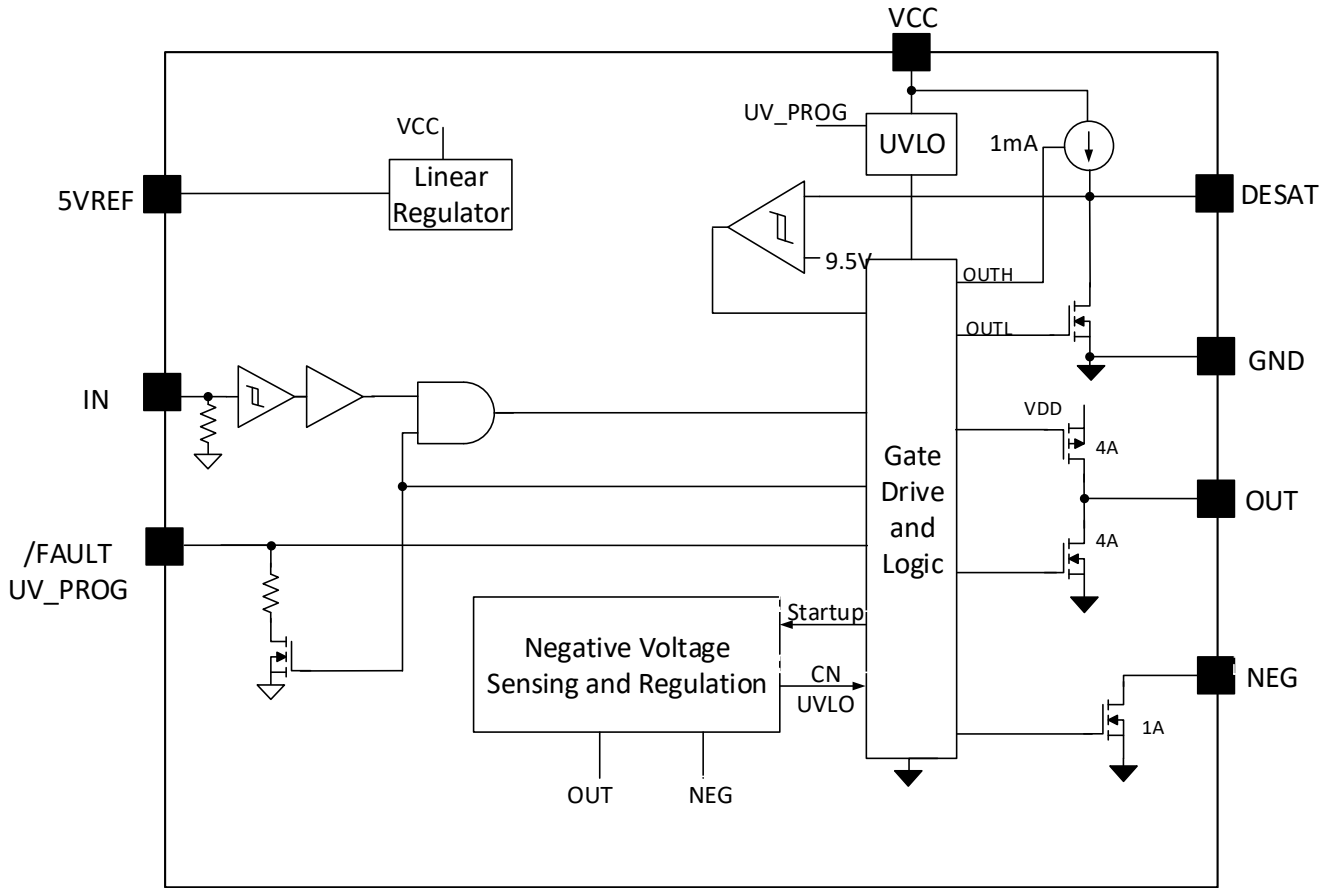 VCC
UV_PROG
UVLO
1mA
VCC
Linear
Regulator
5VREF
DESAT
9.5V
OUTH
OUTL
GND
IN
VDD
4A
Gate
Drive
and
Logic
OUT
4A
/FAULT
UV_PROG
Startup
Negative Voltage
Sensing and Regulation
CN
UVLO
NEG
1A
OUT
NEG